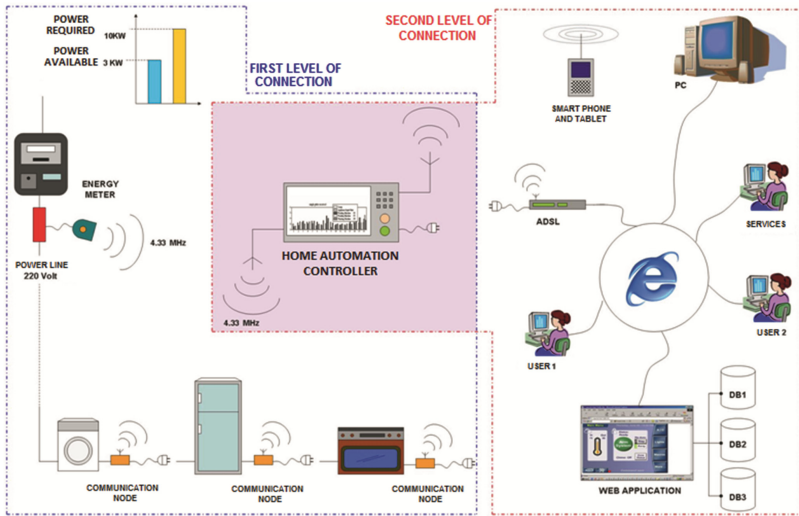 POWER
REQUIRED
10KW
POWER
AVAILABLE
3 KW
FIRST LEVEL OF
CONNECTION
SECOND LEVEL OF
CONNECTION
SMART PHONE
AND TABLET
PC
ENERGY
METER
4.33 MHz
POWER LINE
220 Volt
HOME AUTOMATION
CONTROLLER
4.33 MHz
ADSL
SERVICES
USER 1
USER 2
COMMUNICATION
NODE
COMMUNICATION
NODE
COMMUNICATION
NODE
WEB APPLICATION
DB1
DB2
DB3